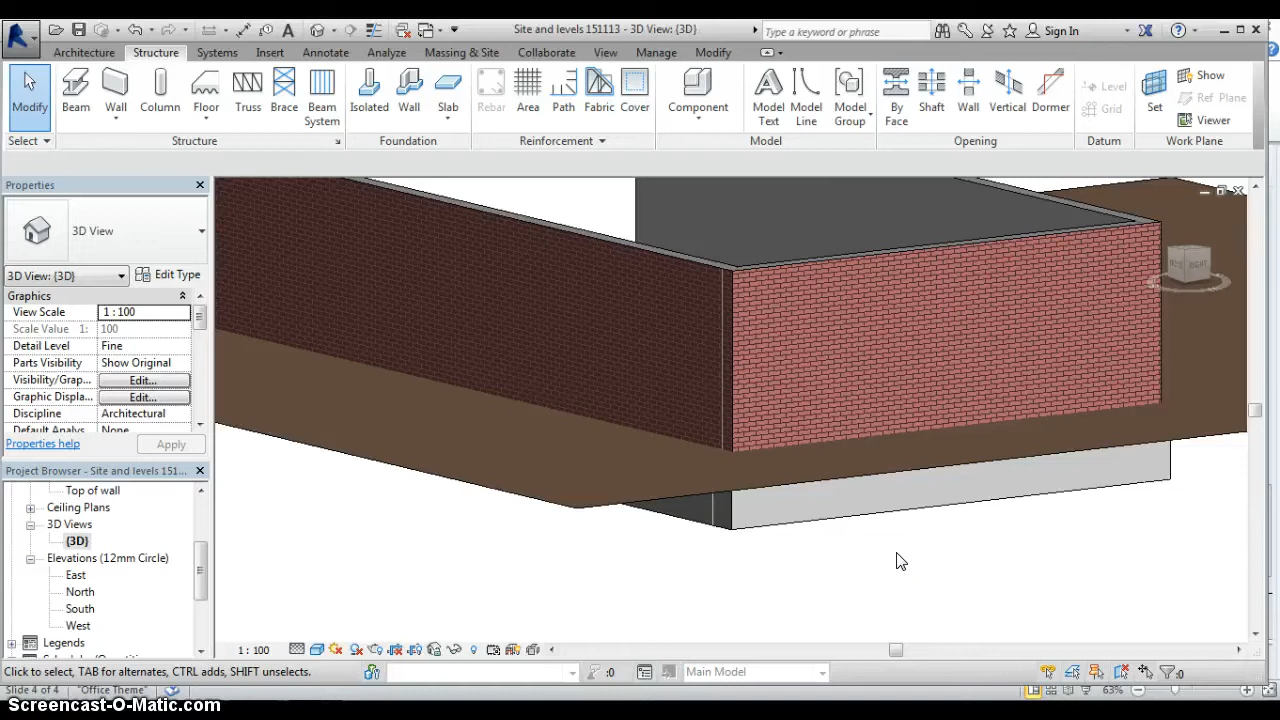 Site and levels 151113 - 3D View: {3D}
Type a keyword or phrase
Sign In
Architecture Structure Systems Insert Annotate Analyze Massing & Site Collaborate View Manage Modify
Modify Beam Wall Column Floor Truss Brace Beam System Isolated Wall Slab Rebar Area Path Fabric Cover Component Model Text Model Line Model Group By Face Shaft Wall Vertical Dormer Level Grid Set Show Ref Plane Viewer
Select Structure Foundation Reinforcement Model Opening Datum Work Plane
Properties
3D View
3D View: {3D} Edit Type
Graphics
View Scale 1 : 100
Scale Value 1: 100
Detail Level Fine
Parts Visibility Show Original
Visibility/Grap... Edit...
Graphic Displa... Edit...
Discipline Architectural
Default Analys... None
Properties help Apply
Project Browser - Site and levels 151...
Top of wall
Ceiling Plans
3D Views
{3D}
Elevations (12mm Circle)
East
North
South
West
Legends
RIGHT
1 : 100
Click to select, TAB for alternates, CTRL adds, SHIFT unselects.
:0
Main Model
:0
Slide 4 of 4 "Office Theme" 63%
Screencast-O-Matic.com